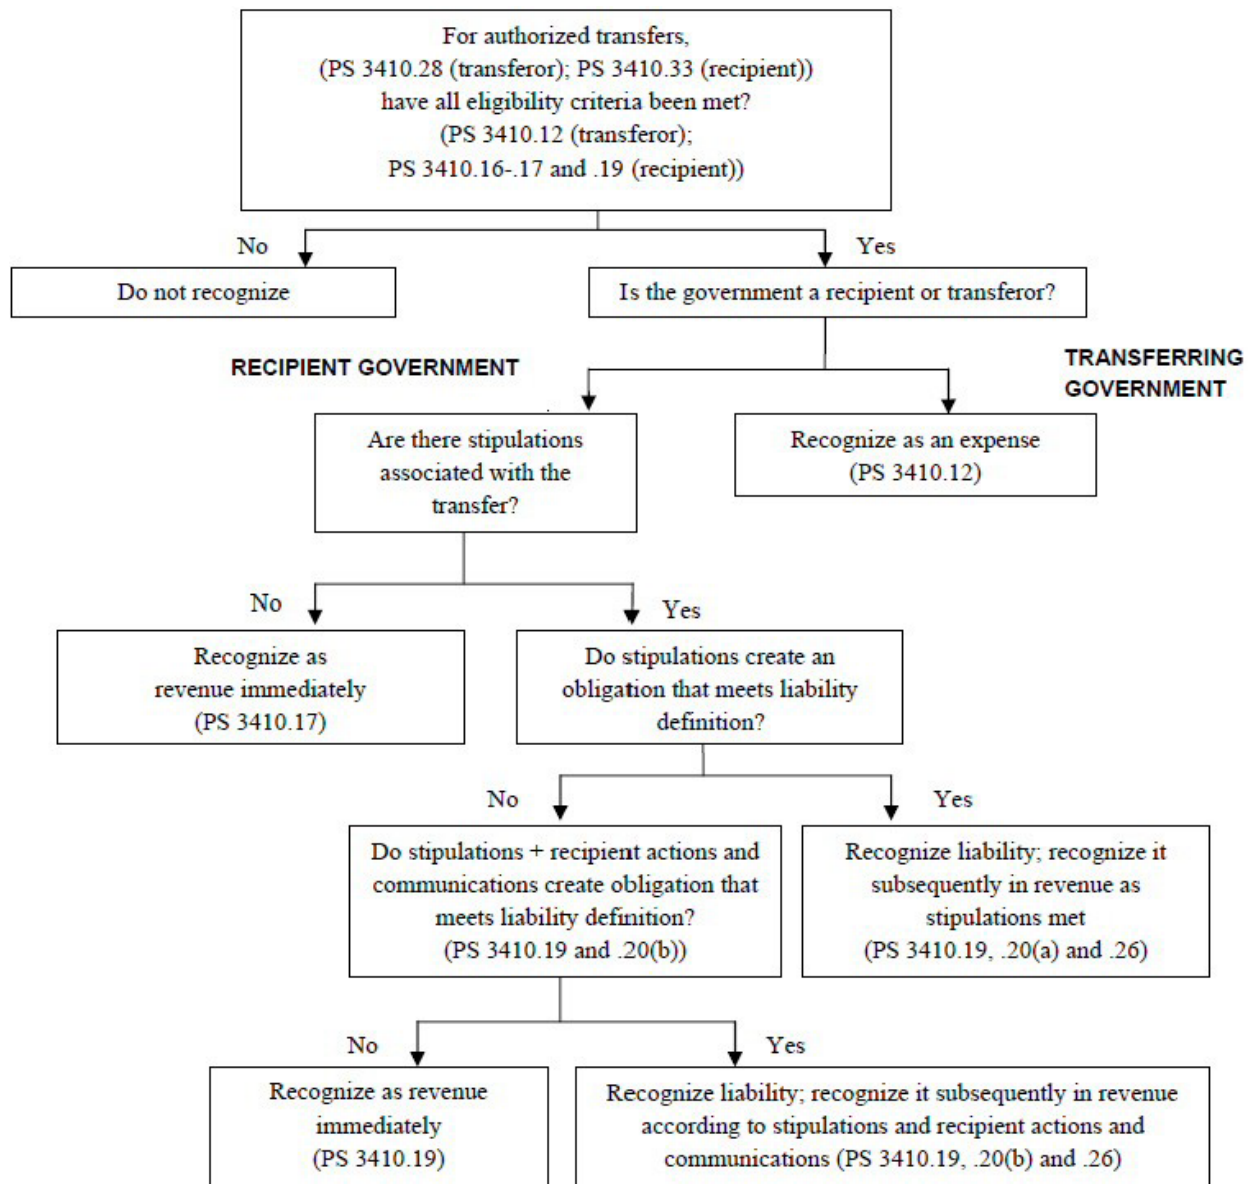 For authorized transfers,
(PS 3410.28 (transferor); PS 3410.33 (recipient))
have all eligibility criteria been met?
(PS 3410.12 (transferor);
PS 3410.16-.17 and .19 (recipient))
No
Yes
Do not recognize
Is the government a recipient or transferor?
RECIPIENT GOVERNMENT
TRANSFERRING
GOVERNMENT
Are there stipulations
associated with the
transfer?
Recognize as an expense
(PS 3410.12)
No
Yes
Recognize as
revenue immediately
(PS 3410.17)
Do stipulations create an
obligation that meets liability
definition?
No
Yes
Do stipulations + recipient actions and
communications create obligation that
meets liability definition?
(PS 3410.19 and .20(b))
Recognize liability; recognize it
subsequently in revenue as
stipulations met
(PS 3410.19, .20(a) and .26)
No
Yes
Recognize as revenue
immediately
(PS 3410.19)
Recognize liability; recognize it subsequently in revenue
according to stipulations and recipient actions and
communications (PS 3410.19, .20(b) and .26)